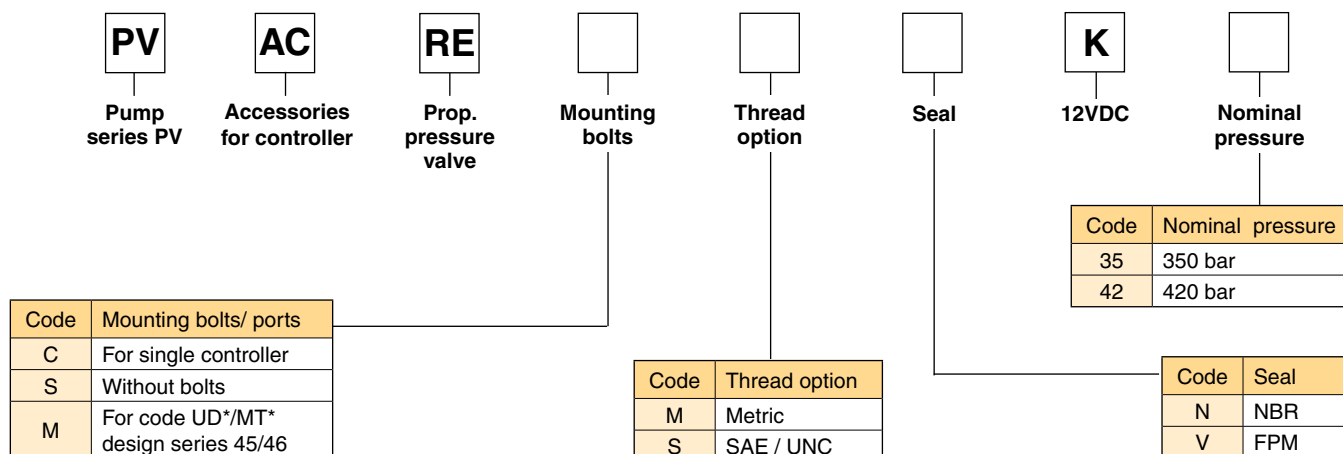 PV AC RE K
Pump series PV
Accessories for controller
Prop. pressure valve
Mounting bolts
Thread option
Seal
12VDC
Nominal pressure
Code Nominal pressure
35 350 bar
42 420 bar
Code Mounting bolts/ ports
C For single controller
S Without bolts
M For code UD*/MT*
design series 45/46
Code Thread option
M Metric
S SAE / UNC
Code Seal
N NBR
V FPM